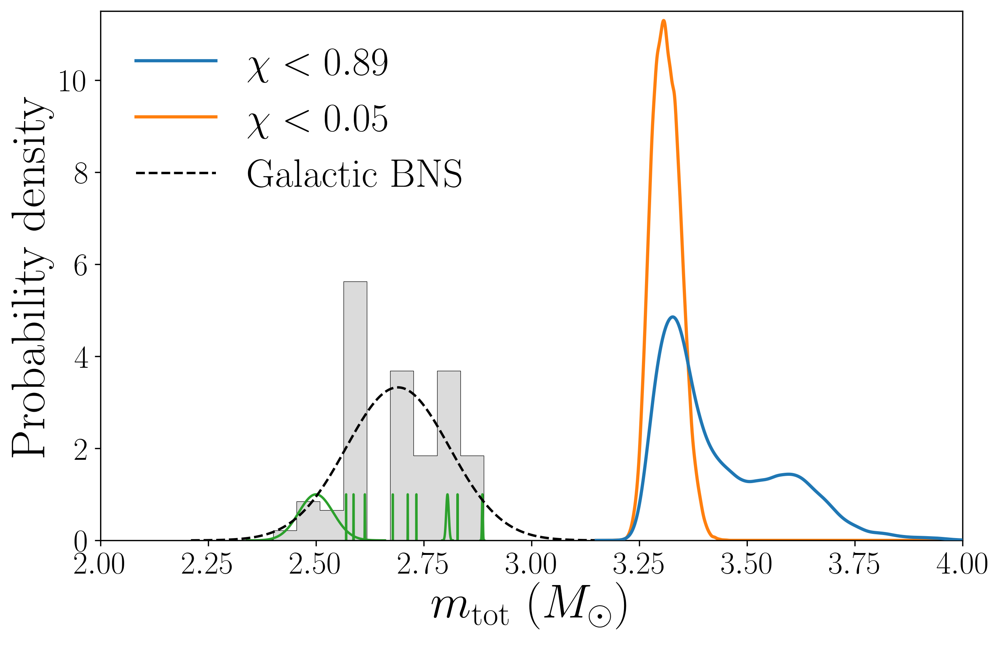 χ < 0.89
χ < 0.05
Galactic BNS
Probability density
10
8
6
4
2
0
2.00 2.25 2.50 2.75 3.00 3.25 3.50 3.75 4.00
m_tot (M_⊙)